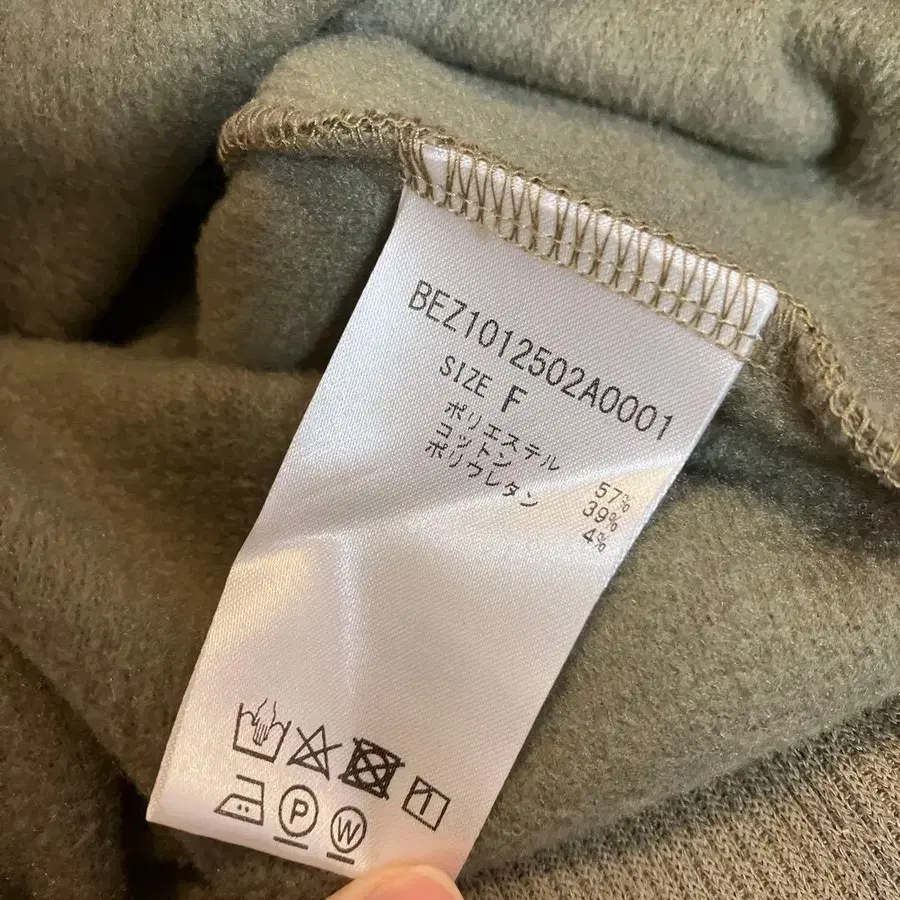 BEZ1012502A0001
SIZE F
ポリエステル 57%
コットン 39%
ポリウレタン 4%
P W